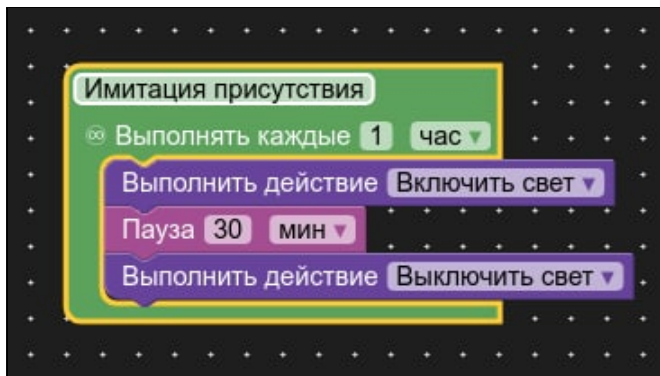 Имитация присутствия
♾ Выполнять каждые 1 час ▾
Выполнить действие Включить свет ▾
Пауза 30 мин ▾
Выполнить действие Выключить свет ▾